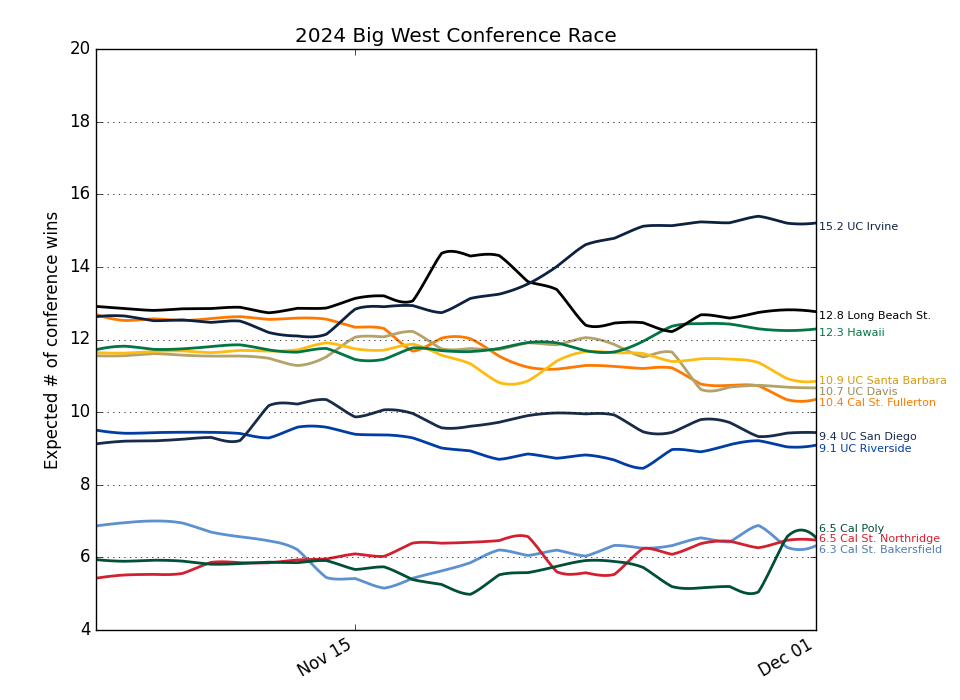 2024 Big West Conference Race
Expected # of conference wins
20
18
16
14
12
10
8
6
4
Nov 15
Dec 01
15.2 UC Irvine
12.8 Long Beach St.
12.3 Hawaii
10.9 UC Santa Barbara
10.7 UC Davis
10.4 Cal St. Fullerton
9.4 UC San Diego
9.1 UC Riverside
6.5 Cal Poly
6.5 Cal St. Northridge
6.3 Cal St. Bakersfield